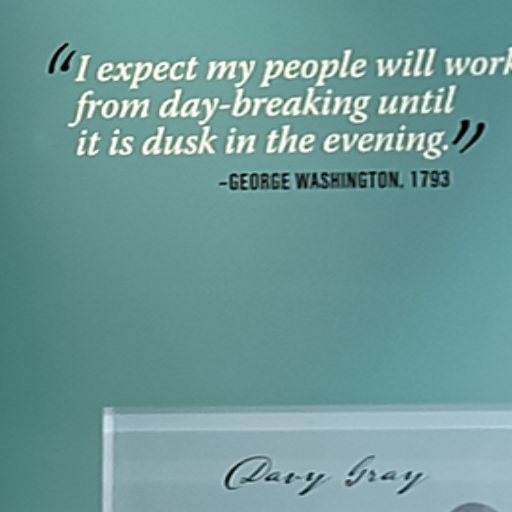 “I expect my people will work
from day-breaking until
it is dusk in the evening.”
-GEORGE WASHINGTON, 1793
Davy Gray